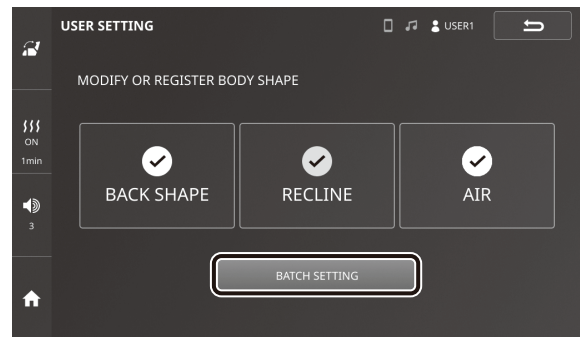 USER SETTING
USER1
MODIFY OR REGISTER BODY SHAPE
ON
1min
3
BACK SHAPE
RECLINE
AIR
BATCH SETTING